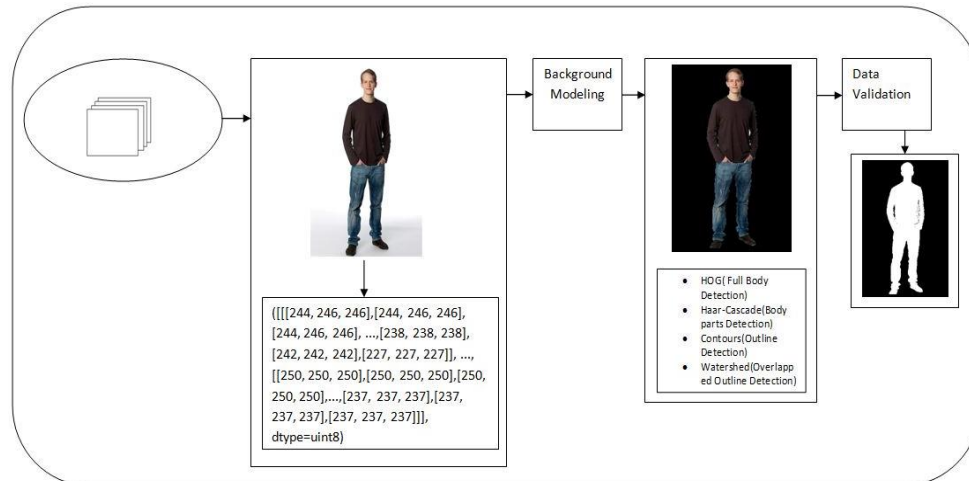 Background
Modeling
Data
Validation
([[[244, 246, 246],[244, 246, 246],
[244, 246, 246], ...,[238, 238, 238],
[242, 242, 242],[227, 227, 227]], ...,
[[250, 250, 250],[250, 250, 250],[250,
250, 250],...,[237, 237, 237],[237,
237, 237],[237, 237, 237]]],
dtype=uint8)
• HOG( Full Body
Detection)
• Haar-Cascade(Body
parts Detection)
• Contours(Outline
Detection)
• Watershed(Overlapp
ed Outline Detection)